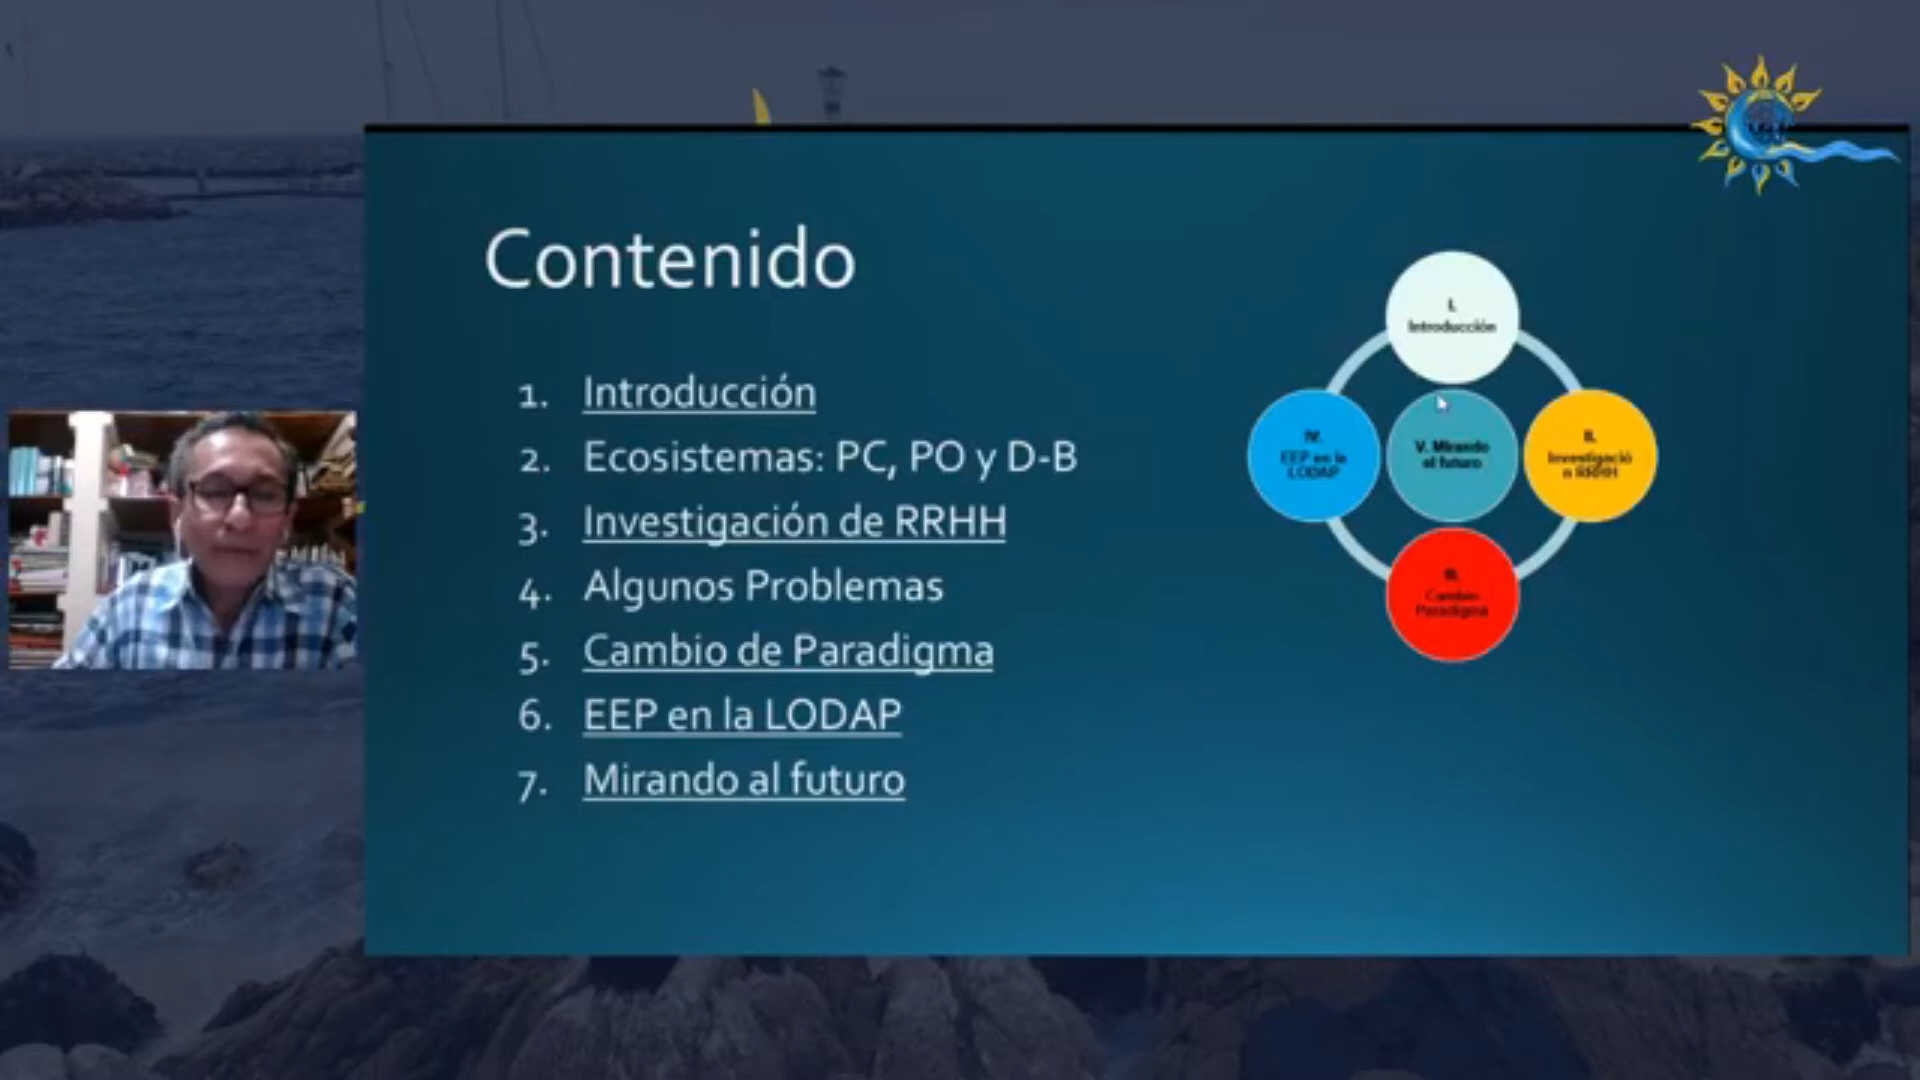 Contenido
1. Introducción
2. Ecosistemas: PC, PO y D-B
3. Investigación de RRHH
4. Algunos Problemas
5. Cambio de Paradigma
6. EEP en la LODAP
7. Mirando al futuro
I.
Introducción
IV.
EEP en la
LODAP
V. Mirando
el futuro
II.
Investigació
n RRHH
III.
Cambio
Paradigma